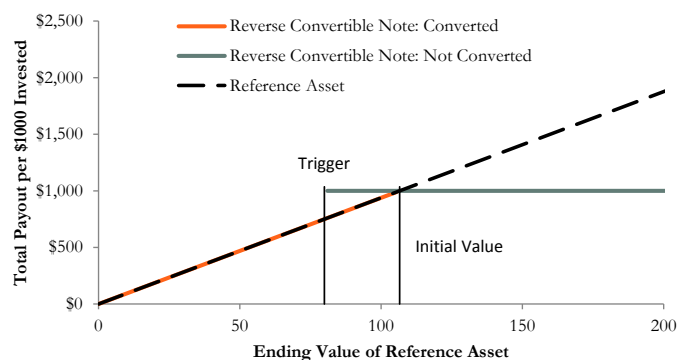 $2,500
Reverse Convertible Note: Converted
Reverse Convertible Note: Not Converted
$2,000
Reference Asset
$1,500
Trigger
$1,000
Initial Value
$500
$0
Total Payout per $1000 Invested
0
50
100
150
200
Ending Value of Reference Asset